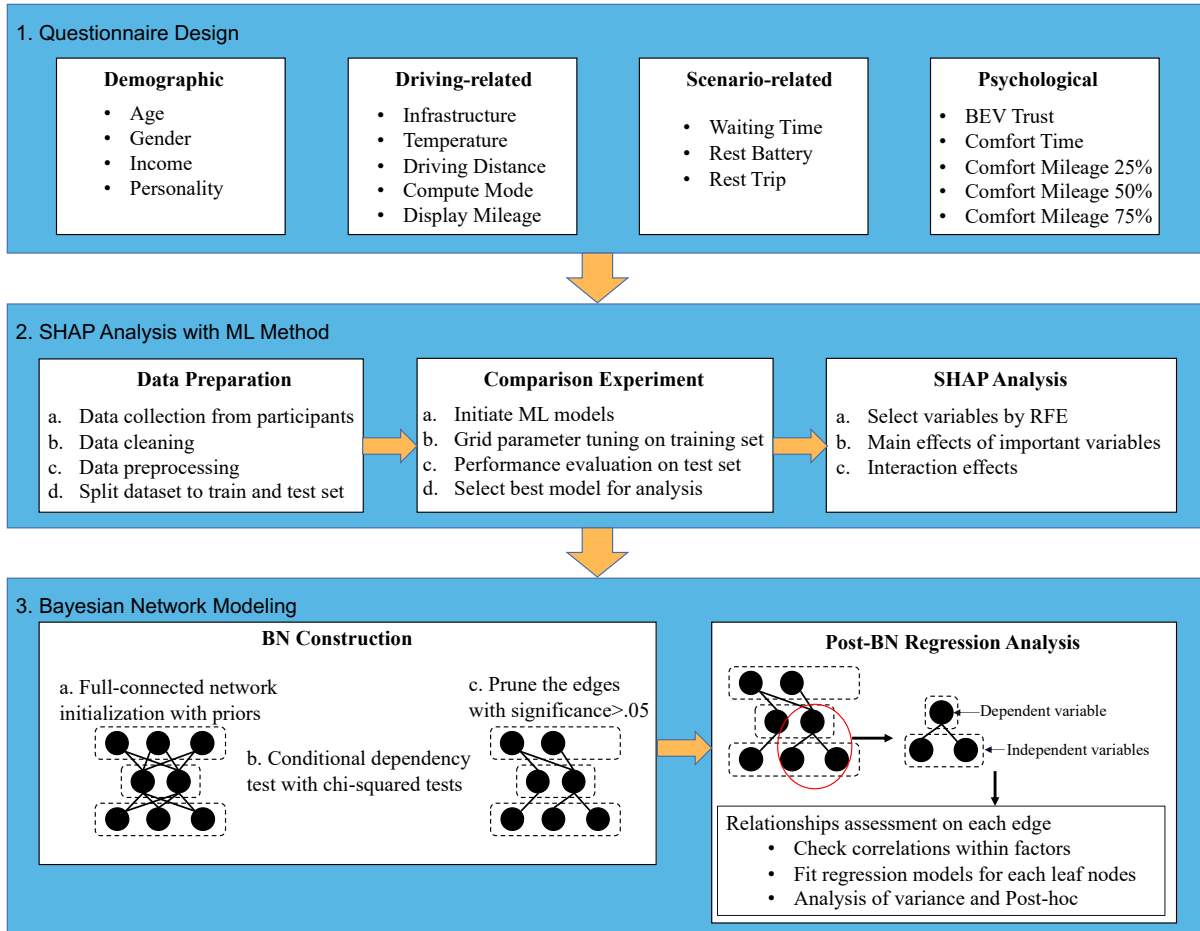 1. Questionnaire Design
Demographic
• Age
• Gender
• Income
• Personality
Driving-related
• Infrastructure
• Temperature
• Driving Distance
• Compute Mode
• Display Mileage
Scenario-related
• Waiting Time
• Rest Battery
• Rest Trip
Psychological
• BEV Trust
• Comfort Time
• Comfort Mileage 25%
• Comfort Mileage 50%
• Comfort Mileage 75%
2. SHAP Analysis with ML Method
Data Preparation
a. Data collection from participants
b. Data cleaning
c. Data preprocessing
d. Split dataset to train and test set
Comparison Experiment
a. Initiate ML models
b. Grid parameter tuning on training set
c. Performance evaluation on test set
d. Select best model for analysis
SHAP Analysis
a. Select variables by RFE
b. Main effects of important variables
c. Interaction effects
3. Bayesian Network Modeling
BN Construction
a. Full-connected network
initialization with priors
b. Conditional dependency
test with chi-squared tests
c. Prune the edges
with significance>.05
Post-BN Regression Analysis
Dependent variable
Independent variables
Relationships assessment on each edge
• Check correlations within factors
• Fit regression models for each leaf nodes
• Analysis of variance and Post-hoc